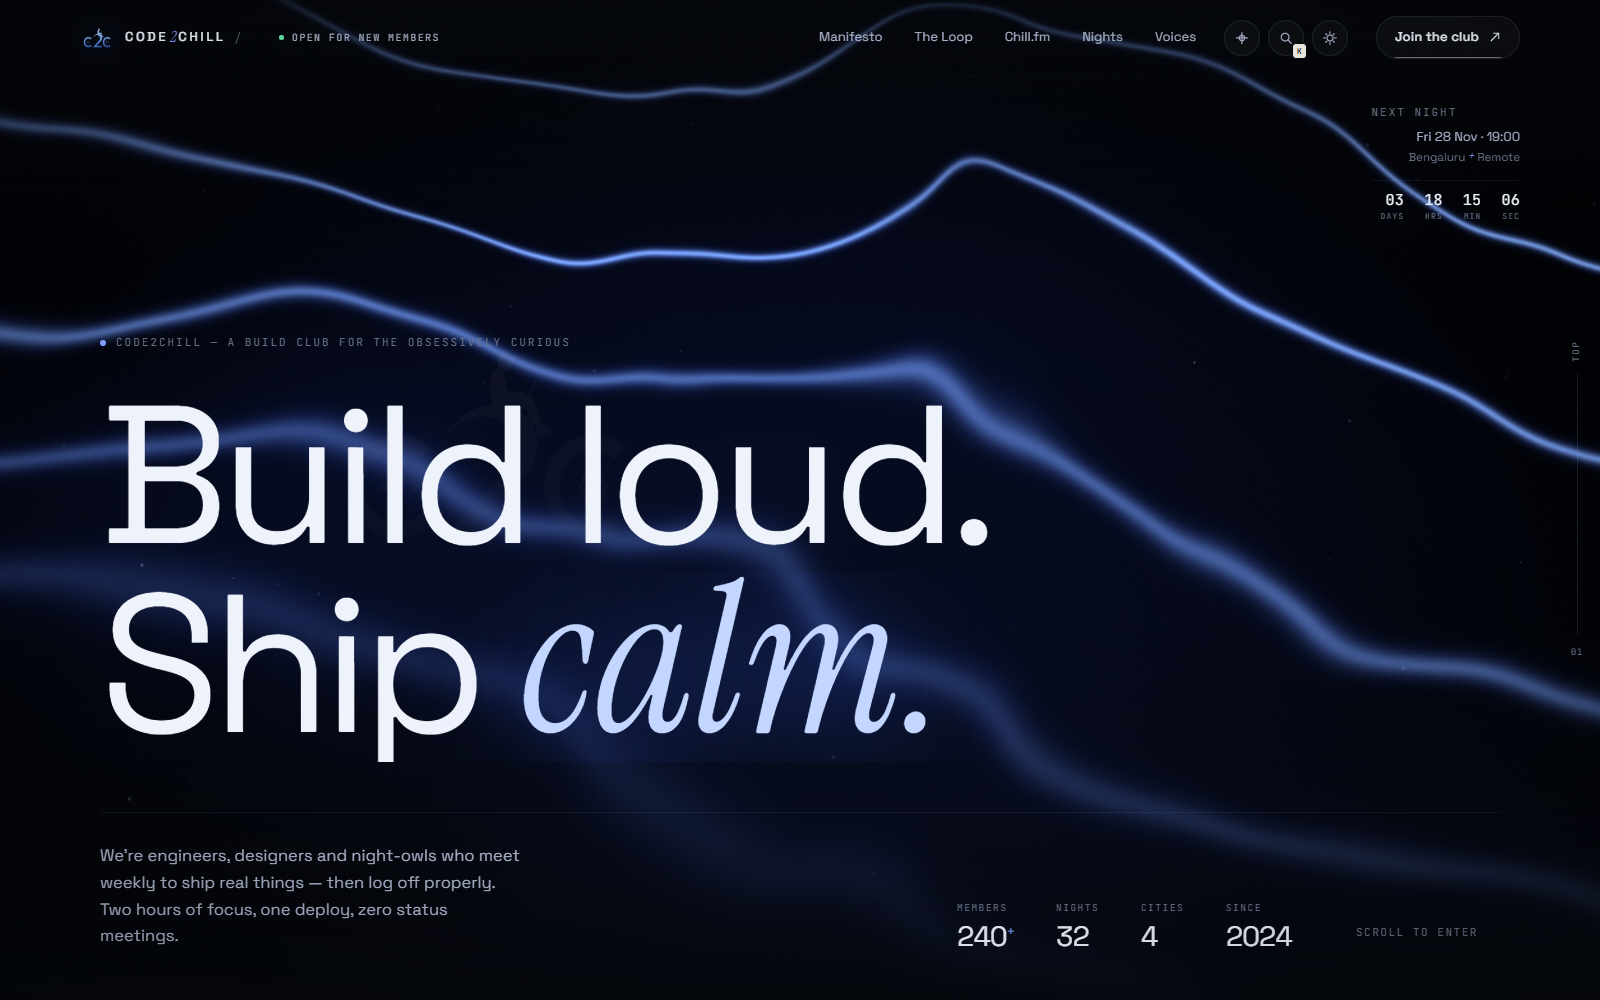 c2c CODE2CHILL /
OPEN FOR NEW MEMBERS
Manifesto
The Loop
Chill.fm
Nights
Voices
K
Join the club
NEXT NIGHT
Fri 28 Nov · 19:00
Bengaluru + Remote
03 18 15 06
DAYS HRS MIN SEC
TOP
01
CODE2CHILL — A BUILD CLUB FOR THE OBSESSIVELY CURIOUS
Build loud.
Ship calm.
We're engineers, designers and night-owls who meet
weekly to ship real things — then log off properly.
Two hours of focus, one deploy, zero status
meetings.
MEMBERS NIGHTS CITIES SINCE
240+ 32 4 2024
SCROLL TO ENTER